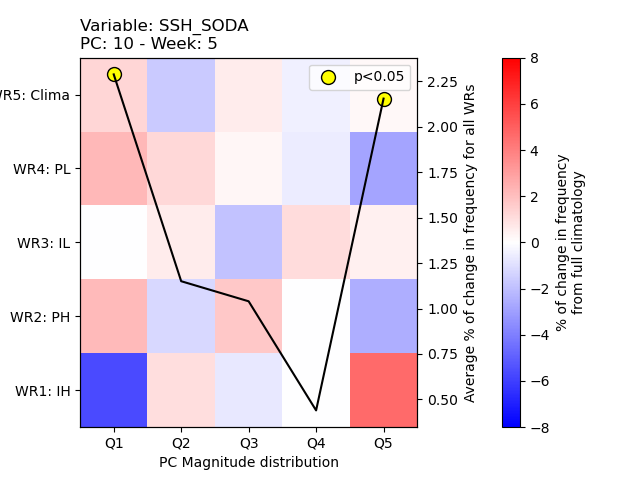 Variable: SSH_SODA
PC: 10 - Week: 5
p<0.05
WR5: Clima
WR4: PL
WR3: IL
WR2: PH
WR1: IH
Q1 Q2 Q3 Q4 Q5
PC Magnitude distribution
2.25
2.00
1.75
1.50
1.25
1.00
0.75
0.50
Average % of change in frequency for all WRs
8
6
4
2
0
−2
−4
−6
−8
% of change in frequency
from full climatology